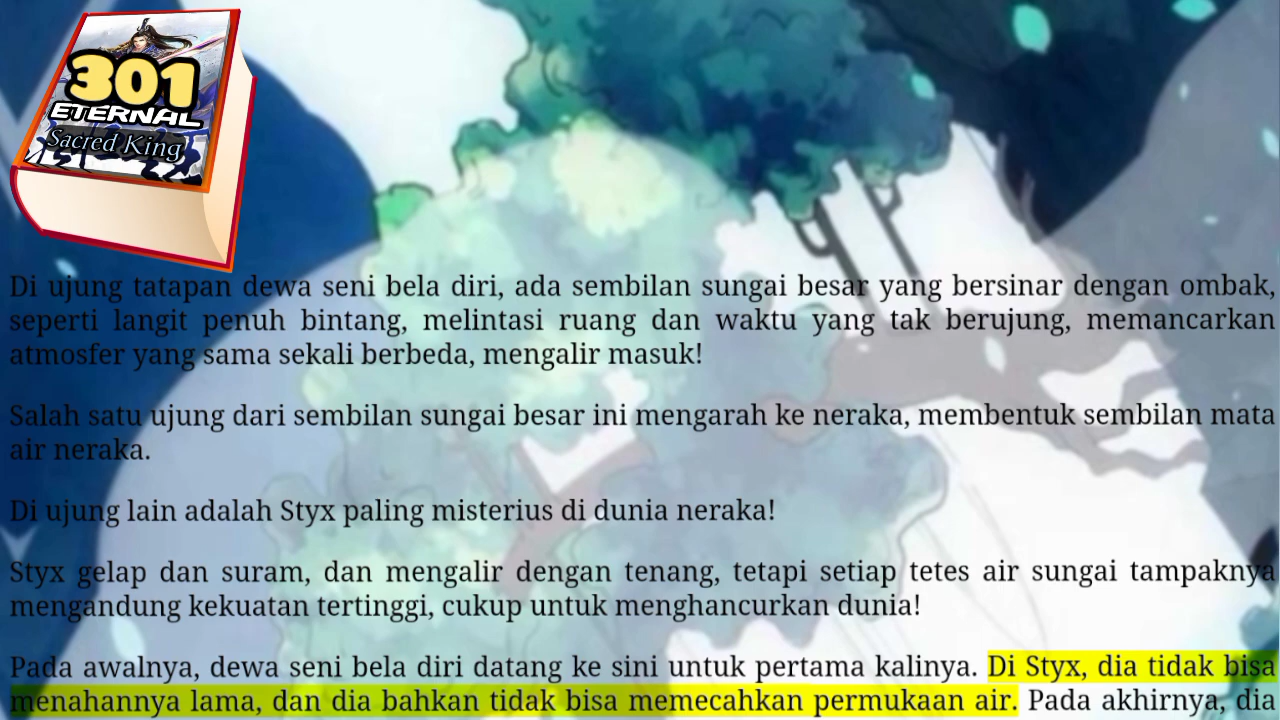 301
ETERNAL
Sacred King
Di ujung tatapan dewa seni bela diri, ada sembilan sungai besar yang bersinar dengan ombak,
seperti langit penuh bintang, melintasi ruang dan waktu yang tak berujung, memancarkan
atmosfer yang sama sekali berbeda, mengalir masuk!
Salah satu ujung dari sembilan sungai besar ini mengarah ke neraka, membentuk sembilan mata
air neraka.
Di ujung lain adalah Styx paling misterius di dunia neraka!
Styx gelap dan suram, dan mengalir dengan tenang, tetapi setiap tetes air sungai tampaknya
mengandung kekuatan tertinggi, cukup untuk menghancurkan dunia!
Pada awalnya, dewa seni bela diri datang ke sini untuk pertama kalinya. Di Styx, dia tidak bisa
menahannya lama, dan dia bahkan tidak bisa memecahkan permukaan air. Pada akhirnya, dia